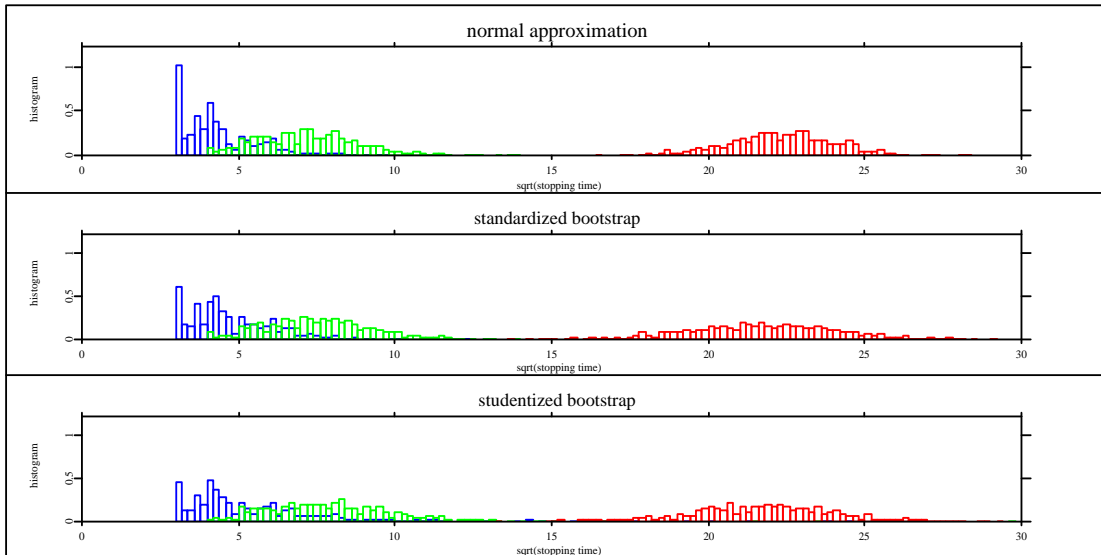 normal approximation
histogram
1
0.5
0
0 5 10 15 20 25 30
sqrt(stopping time)
standardized bootstrap
histogram
1
0.5
0
0 5 10 15 20 25 30
sqrt(stopping time)
studentized bootstrap
histogram
1
0.5
0
0 5 10 15 20 25 30
sqrt(stopping time)